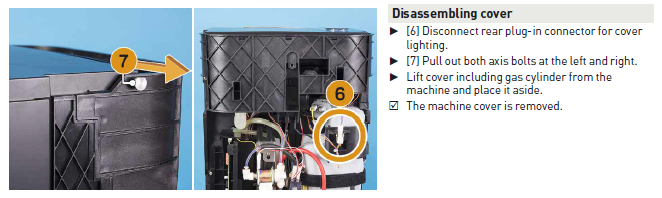 Disassembling cover
► [6] Disconnect rear plug-in connector for cover
lighting.
► [7] Pull out both axis bolts at the left and right.
► Lift cover including gas cylinder from the
machine and place it aside.
☑ The machine cover is removed.
7
6